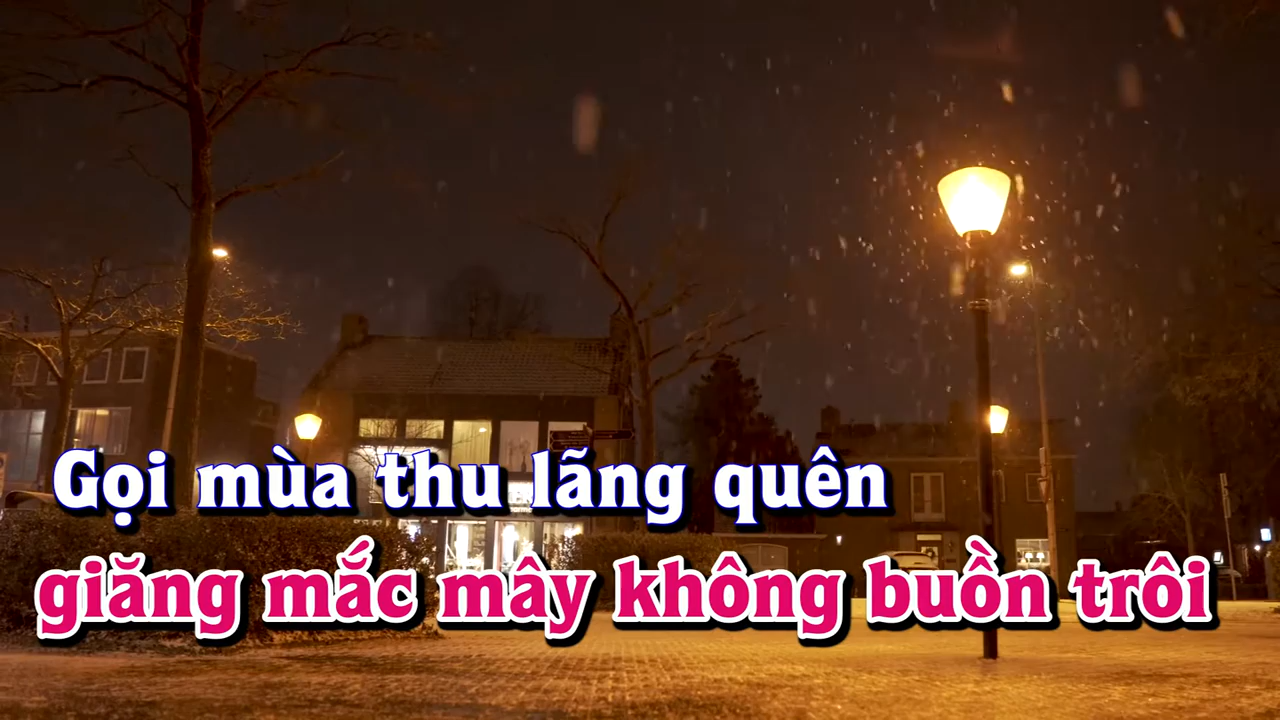 Gọi mùa thu lãng quên
giăng mắc mây không buồn trôi